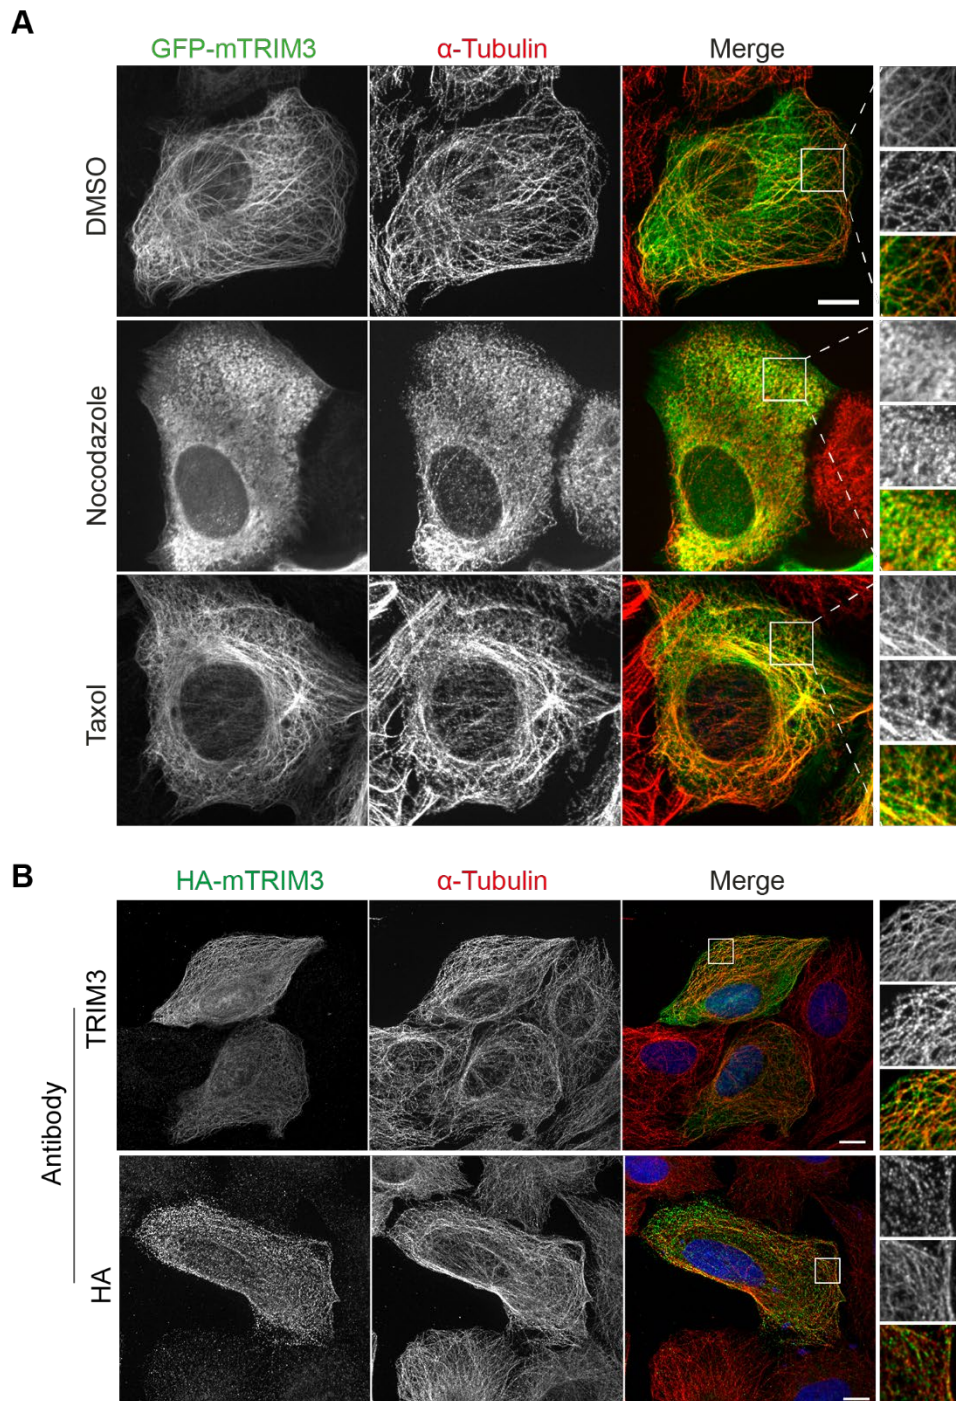 A
GFP-mTRIM3 α-Tubulin Merge
DMSO
Nocodazole
Taxol
B
HA-mTRIM3 α-Tubulin Merge
Antibody
TRIM3
HA